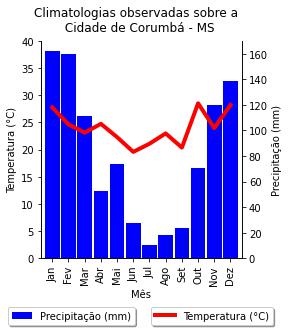 Climatologias observadas sobre a
Cidade de Corumbá - MS
Temperatura (°C)
40
35
30
25
20
15
10
5
0
Precipitação (mm)
160
140
120
100
80
60
40
20
0
Jan
Fev
Mar
Abr
Mai
Jun
Jul
Ago
Set
Out
Nov
Dez
Mês
Precipitação (mm)
Temperatura (°C)